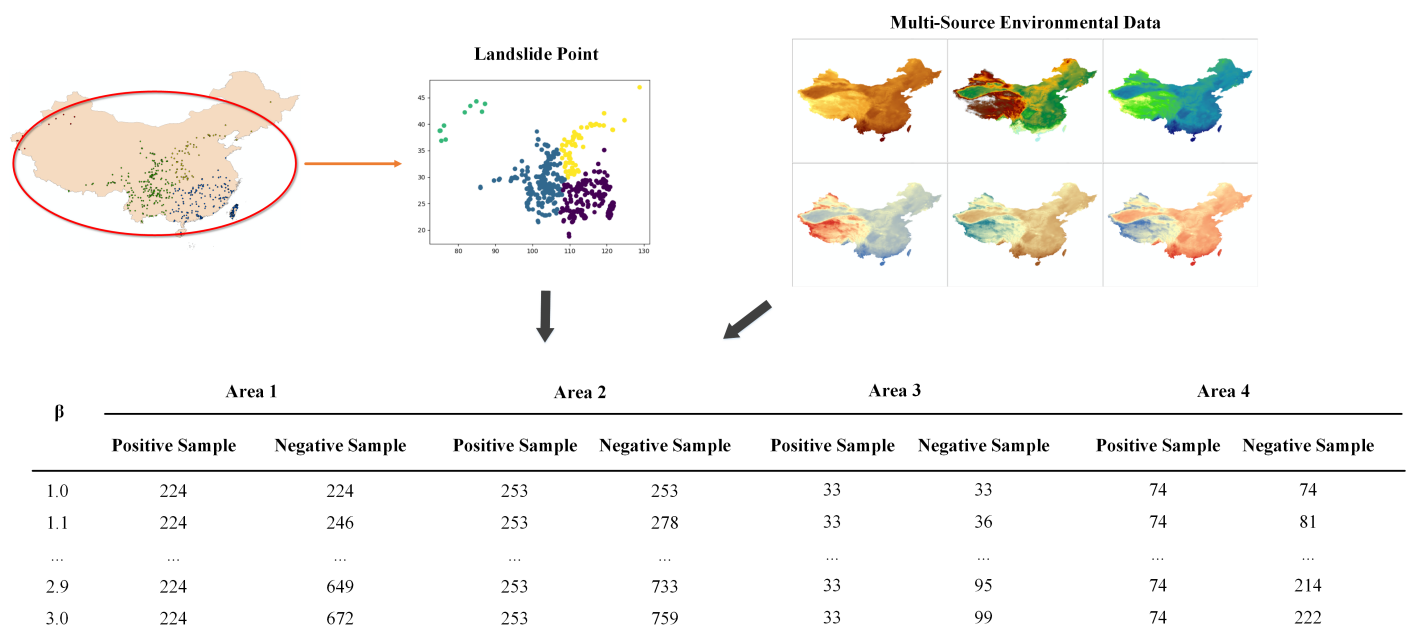 Multi-Source Environmental Data
Landslide Point
45
40
35
30
25
20
80 90 100 110 120 130
β Area 1 Area 2 Area 3 Area 4
Positive Sample Negative Sample Positive Sample Negative Sample Positive Sample Negative Sample Positive Sample Negative Sample
1.0 224 224 253 253 33 33 74 74
1.1 224 246 253 278 33 36 74 81
... ... ... ... ... ... ... ... ...
2.9 224 649 253 733 33 95 74 214
3.0 224 672 253 759 33 99 74 222